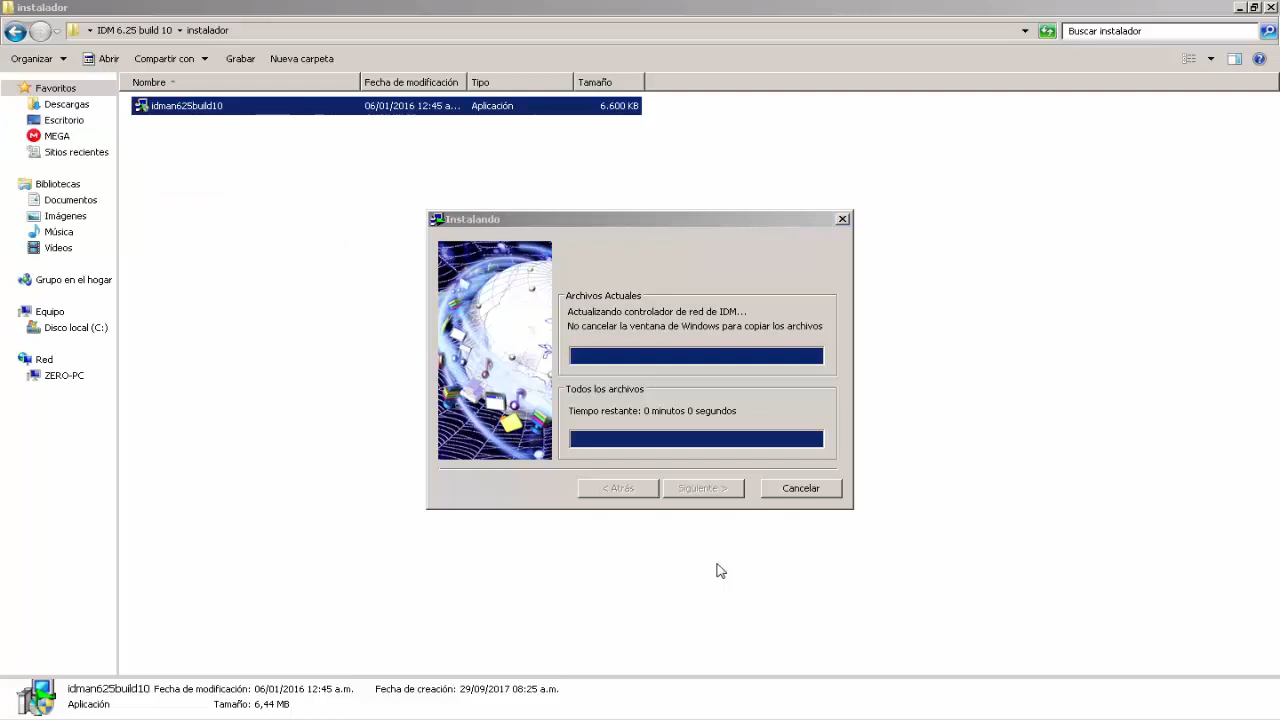 instalador
IDM 6.25 build 10 instalador
Buscar instalador
Organizar Abrir Compartir con Grabar Nueva carpeta
Nombre Fecha de modificación Tipo Tamaño
idman625build10 06/01/2016 12:45 a... Aplicación 6.600 KB
Favoritos
Descargas
Escritorio
MEGA
Sitios recientes
Bibliotecas
Documentos
Imágenes
Música
Videos
Grupo en el hogar
Equipo
Disco local (C:)
Red
ZERO-PC
Instalando
Archivos Actuales
Actualizando controlador de red de IDM...
No cancelar la ventana de Windows para copiar los archivos
Todos los archivos
Tiempo restante: 0 minutos 0 segundos
< Atrás Siguiente > Cancelar
idman625build10 Fecha de modificación: 06/01/2016 12:45 a.m. Fecha de creación: 29/09/2017 08:25 a.m.
Aplicación Tamaño: 6,44 MB